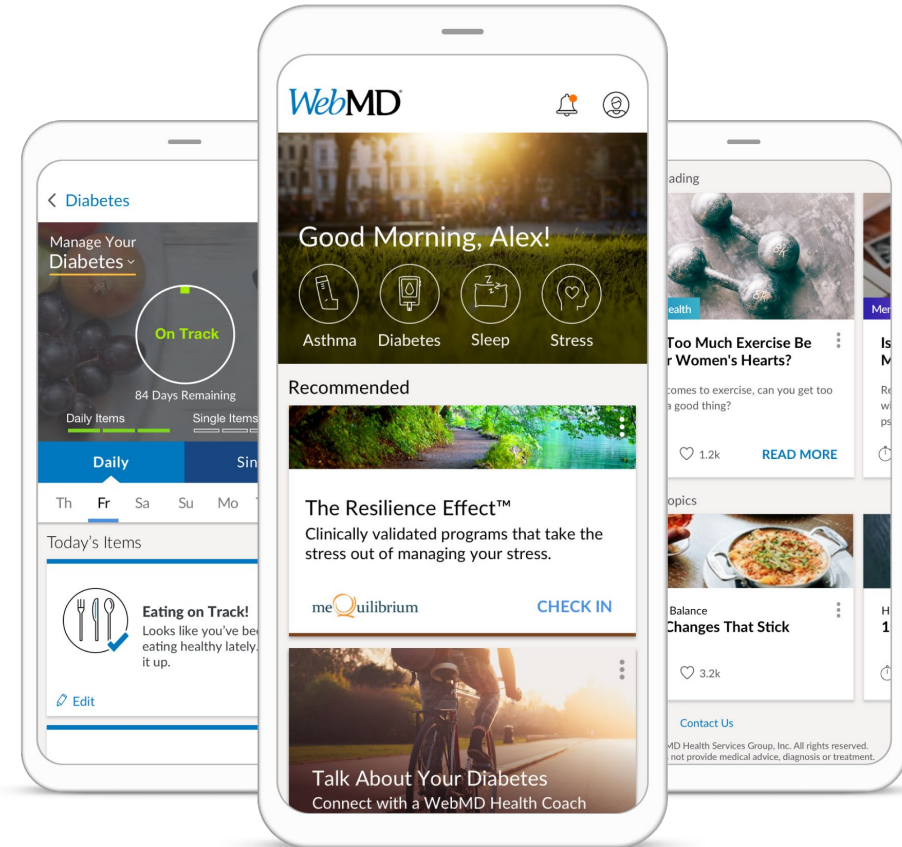 Diabetes
Manage Your
Diabetes
On Track
84 Days Remaining
Daily Items
Single Items
Daily
Th Fr Sa Su Mo
Today's Items
Eating on Track!
Looks like you've
eating healthy lately.
it up.
Edit
WebMD
Good Morning, Alex!
Asthma Diabetes Sleep Stress
Recommended
The Resilience Effect™
Clinically validated programs that take the
stress out of managing your stress.
meQuilibrium
CHECK IN
Talk About Your Diabetes
Connect with a WebMD Health Coach
Too Much Exercise Be
Women's Hearts?
comes to exercise, can you get too
a good thing?
1.2k READ MORE
Balance
Changes That Stick
3.2k
Contact Us
MD Health Services Group, Inc. All rights reserved.
not provide medical advice, diagnosis or treatment.